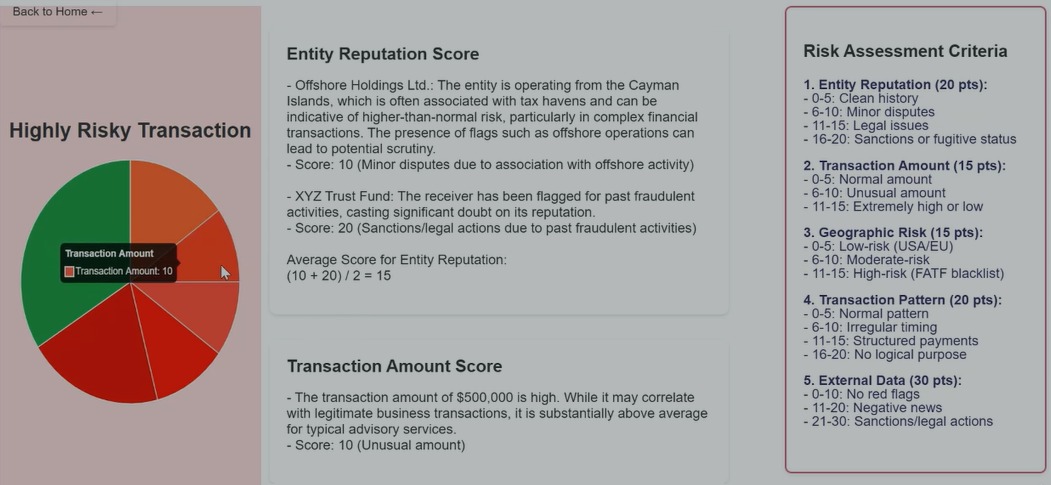 Back to Home ←
Highly Risky Transaction
Transaction Amount
Transaction Amount: 10
Entity Reputation Score
- Offshore Holdings Ltd.: The entity is operating from the Cayman
Islands, which is often associated with tax havens and can be
indicative of higher-than-normal risk, particularly in complex financial
transactions. The presence of flags such as offshore operations can
lead to potential scrutiny.
- Score: 10 (Minor disputes due to association with offshore activity)
- XYZ Trust Fund: The receiver has been flagged for past fraudulent
activities, casting significant doubt on its reputation.
- Score: 20 (Sanctions/legal actions due to past fraudulent activities)
Average Score for Entity Reputation:
(10 + 20) / 2 = 15
Transaction Amount Score
- The transaction amount of $500,000 is high. While it may correlate
with legitimate business transactions, it is substantially above average
for typical advisory services.
- Score: 10 (Unusual amount)
Risk Assessment Criteria
1. Entity Reputation (20 pts):
- 0-5: Clean history
- 6-10: Minor disputes
- 11-15: Legal issues
- 16-20: Sanctions or fugitive status
2. Transaction Amount (15 pts):
- 0-5: Normal amount
- 6-10: Unusual amount
- 11-15: Extremely high or low
3. Geographic Risk (15 pts):
- 0-5: Low-risk (USA/EU)
- 6-10: Moderate-risk
- 11-15: High-risk (FATF blacklist)
4. Transaction Pattern (20 pts):
- 0-5: Normal pattern
- 6-10: Irregular timing
- 11-15: Structured payments
- 16-20: No logical purpose
5. External Data (30 pts):
- 0-10: No red flags
- 11-20: Negative news
- 21-30: Sanctions/legal actions